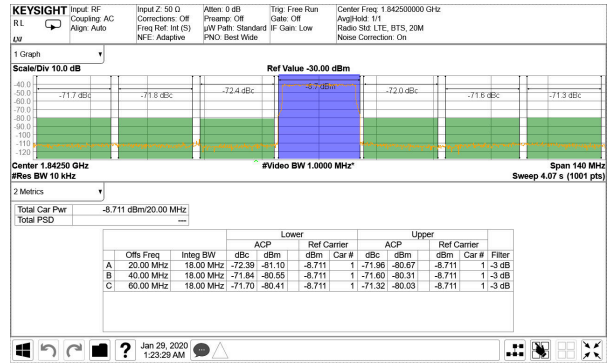 KEYSIGHT Input: RF Input Z: 50 Ω Atten: 0 dB Trig: Free Run Center Freq: 1.842500000 GHz
R L Coupling: AC Corrections: Off Preamp: Off Gate: Off Avg|Hold: 1/1
Align: Auto Freq Ref: Int (S) µW Path: Standard IF Gain: Low Radio Std: LTE, BTS, 20M
LXI NFE: Adaptive PNO: Best Wide Noise Correction: On
1 Graph
Scale/Div 10.0 dB Ref Value -30.00 dBm
-40.0
-50.0 -71.7 dBc -71.8 dBc -72.4 dBc -8.7 dBm -72.0 dBc -71.6 dBc -71.3 dBc
-60.0
-70.0
-80.0
-90.0
-100
-110
-120
Center 1.84250 GHz #Video BW 1.0000 MHz* Span 140 MHz
#Res BW 10 kHz Sweep 4.07 s (1001 pts)
2 Metrics
Total Car Pwr -8.711 dBm/20.00 MHz
Total PSD ---
Lower Upper
ACP Ref Carrier ACP Ref Carrier
Offs Freq Integ BW dBc dBm dBm Car # dBc dBm dBm Car # Filter
A 20.00 MHz 18.00 MHz -72.39 -81.10 -8.711 1 -71.96 -80.67 -8.711 1 -3 dB
B 40.00 MHz 18.00 MHz -71.84 -80.55 -8.711 1 -71.60 -80.31 -8.711 1 -3 dB
C 60.00 MHz 18.00 MHz -71.70 -80.41 -8.711 1 -71.32 -80.03 -8.711 1 -3 dB
? Jan 29, 2020
1:23:29 AM